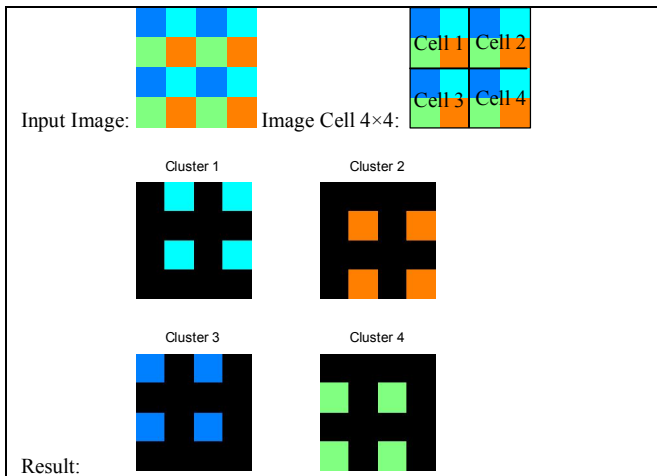 Cell 1 Cell 2
Cell 3 Cell 4
Input Image: Image Cell 4×4:
Cluster 1 Cluster 2
Cluster 3 Cluster 4
Result: